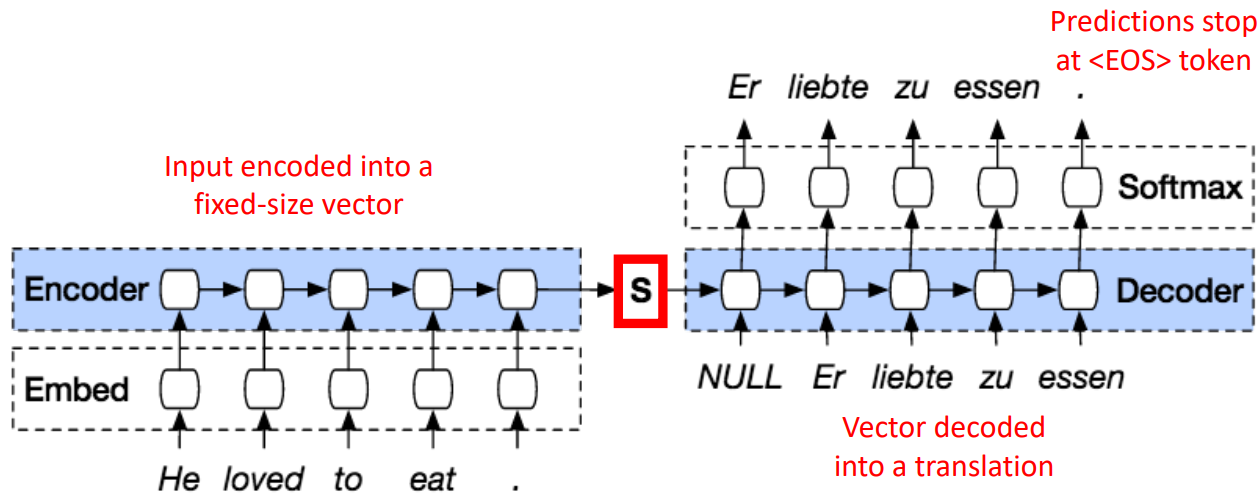 Predictions stop
at <EOS> token
Er liebte zu essen .
Input encoded into a
fixed-size vector
Softmax
Encoder
S
Decoder
Embed
NULL Er liebte zu essen
Vector decoded
into a translation
He loved to eat .